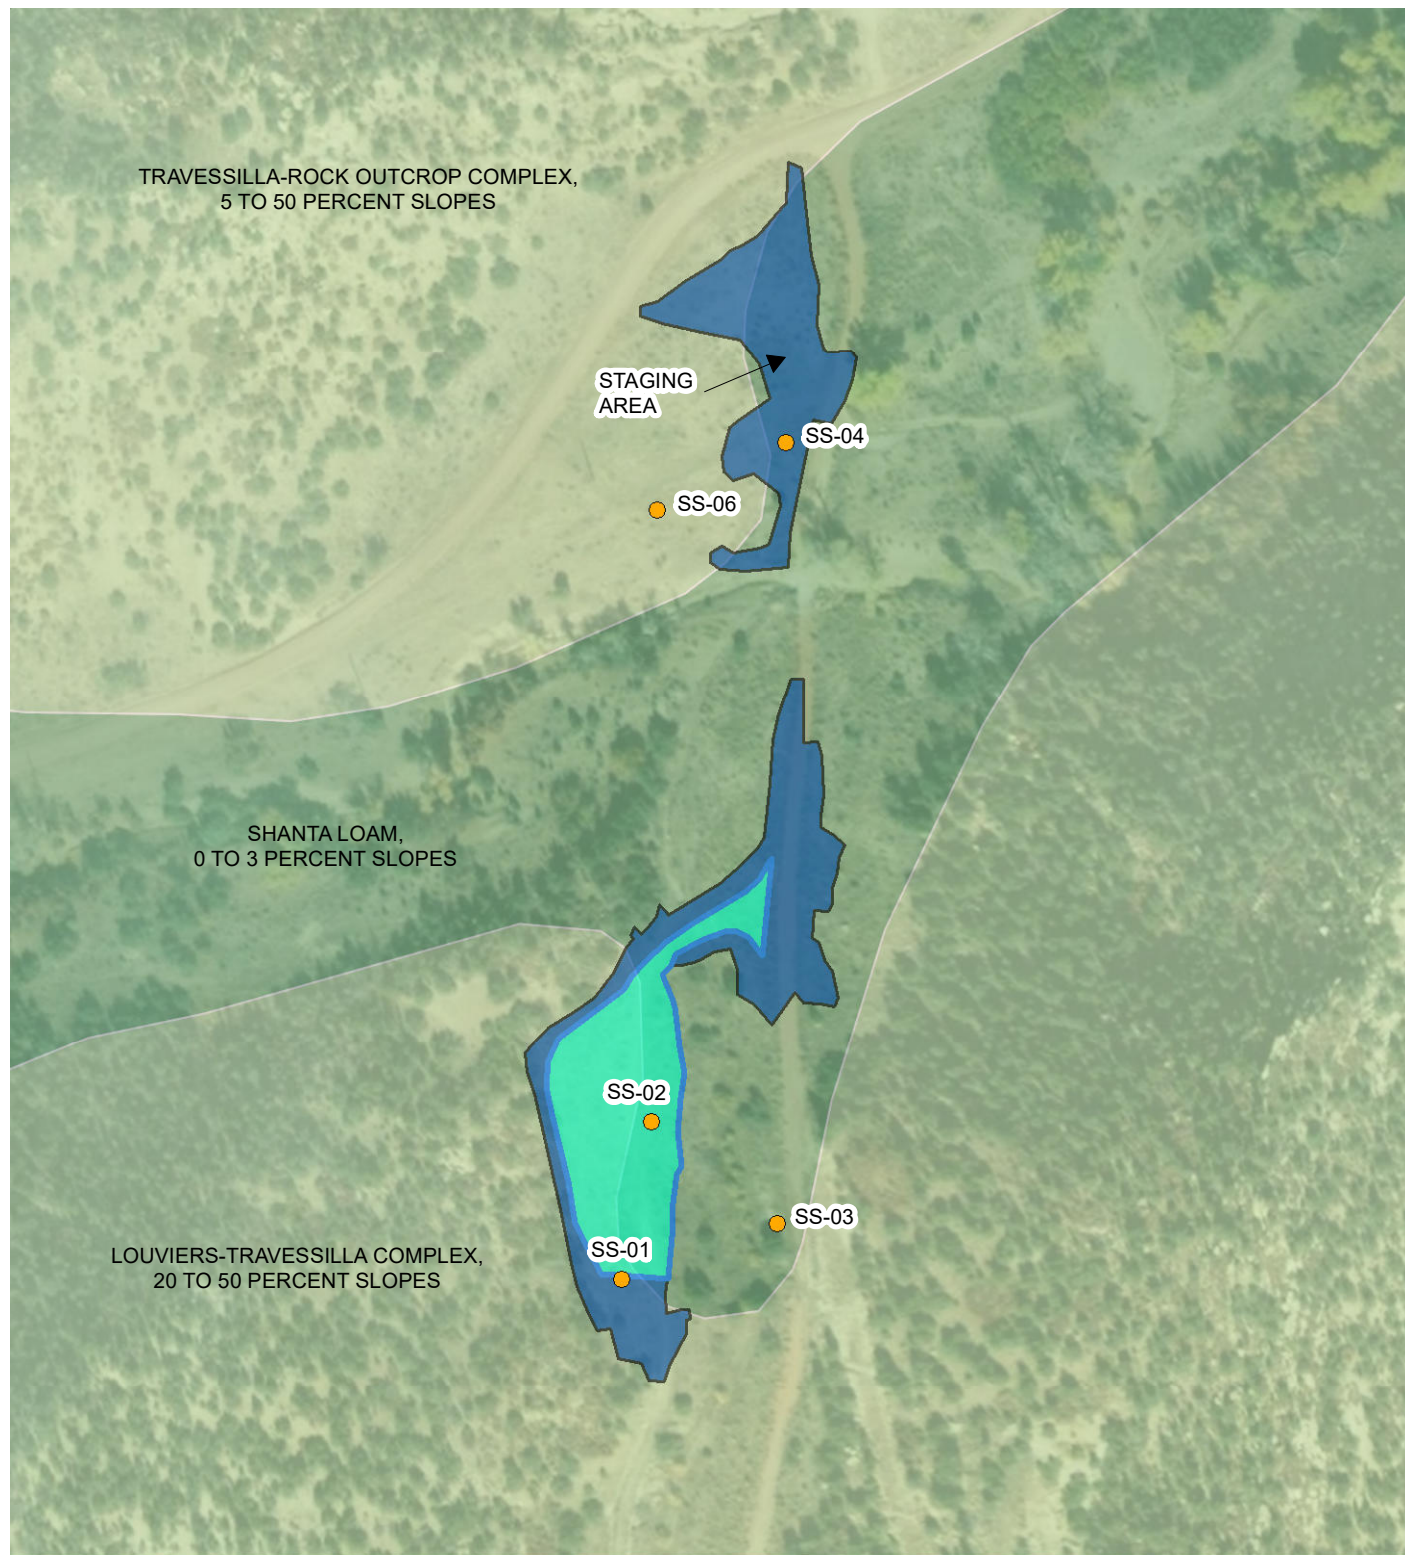 TRAVESSILLA-ROCK OUTCROP COMPLEX,
5 TO 50 PERCENT SLOPES
STAGING
AREA
SS-04
SS-06
SHANTA LOAM,
0 TO 3 PERCENT SLOPES
SS-02
SS-03
SS-01
LOUVIERS-TRAVESSILLA COMPLEX,
20 TO 50 PERCENT SLOPES